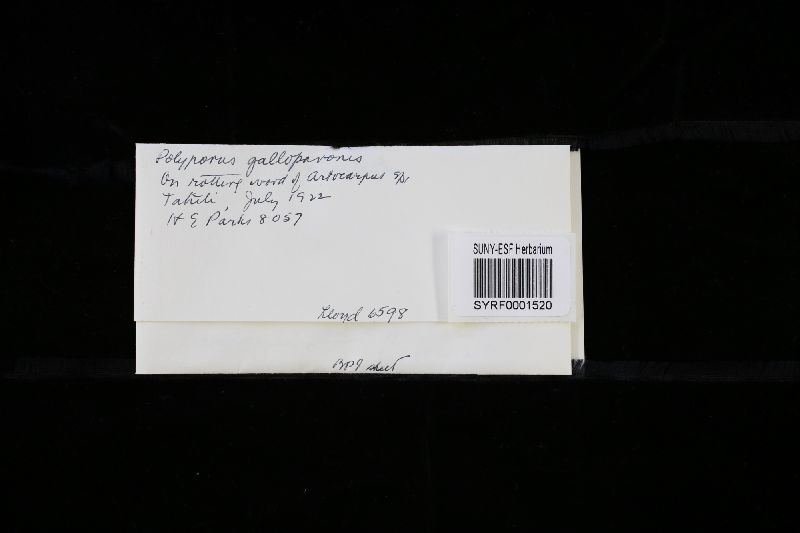 Polyporus gallopavonis
On rotting wood of Artocarpus sp.
Tahiti, July 1922
H E Parks 8057
SUNY-ESF Herbarium
SYRF0001520
Lloyd 6598
BPI